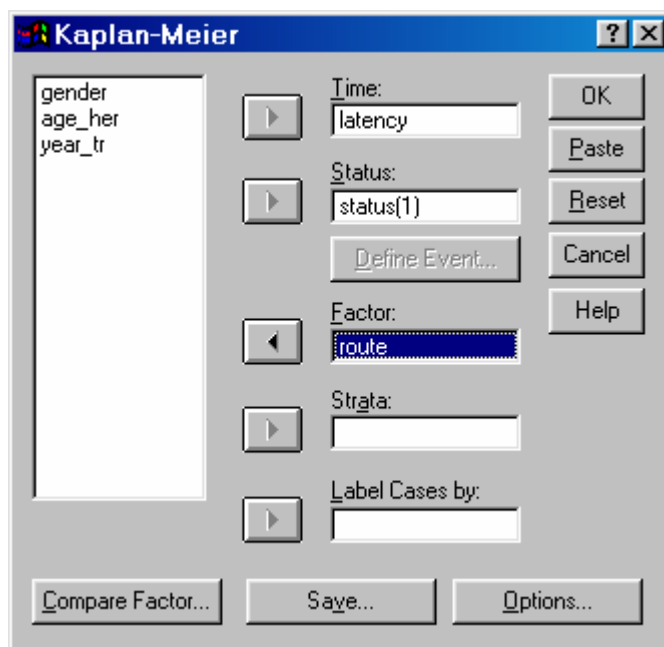 Kaplan-Meier
gender
age_her
year_tr
Time:
latency
Status:
status(1)
Define Event...
Factor:
route
Strata:
Label Cases by:
OK
Paste
Reset
Cancel
Help
Compare Factor...
Save...
Options...